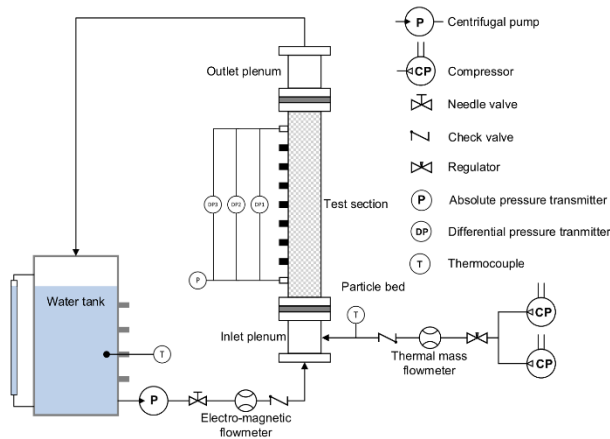 P
Centrifugal pump
Outlet plenum
CP
Compressor
Needle valve
Check valve
Regulator
DP3
DP2
DP1
Test section
P
Absolute pressure transmitter
DP
Differential pressure tranmitter
T
Thermocouple
P
Particle bed
Water tank
T
CP
Inlet plenum
T
Thermal mass
flowmeter
CP
P
Electro-magnetic
flowmeter